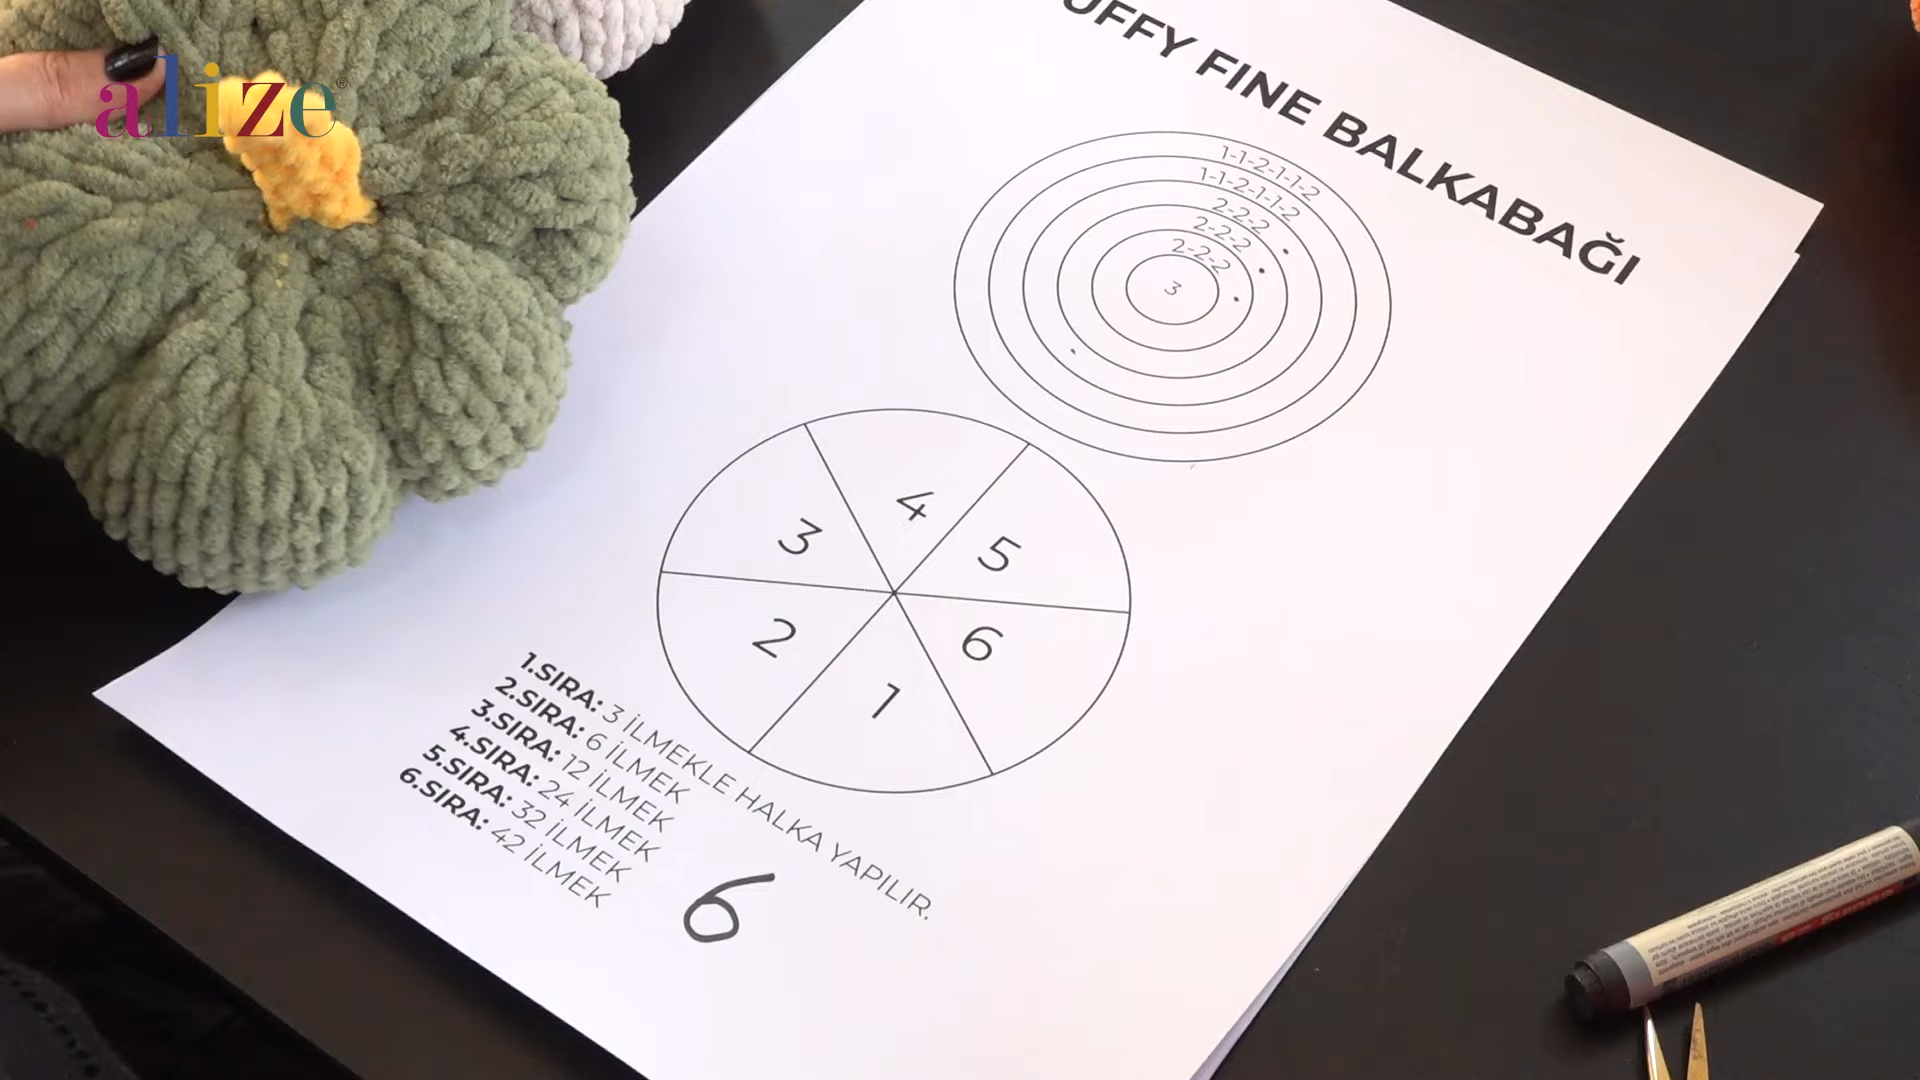 alize
UFFY FINE BALKABAĞI
1-1-2-1-1-2
1-1-2-1-1-2
2-2-2
2-2-2
2-2-2
3
4
3
5
2
6
1
1.SIRA: 3 İLMEKLE HALKA YAPILIR.
2.SIRA: 6 İLMEK
3.SIRA: 12 İLMEK
4.SIRA: 24 İLMEK
5.SIRA: 32 İLMEK
6.SIRA: 42 İLMEK
6